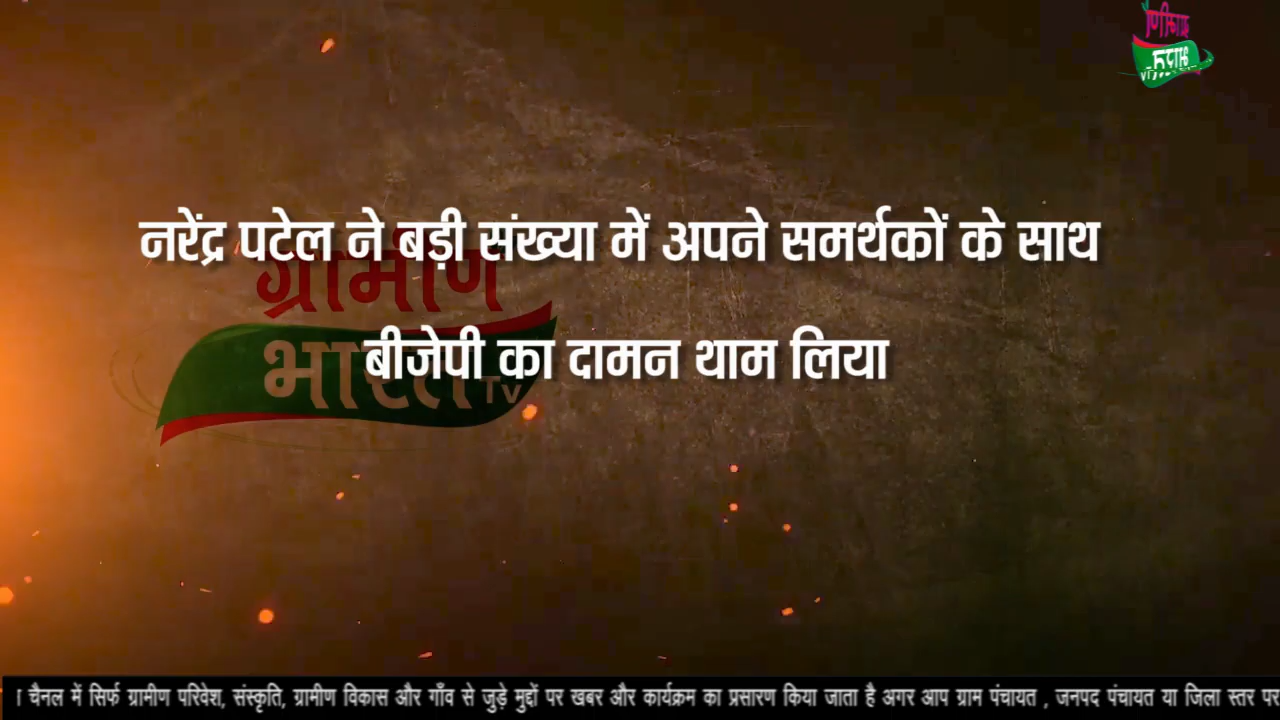 नरेंद्र पटेल ने बड़ी संख्या में अपने समर्थकों के साथ
बीजेपी का दामन थाम लिया
ग्रामीण
भारत Tv
चैनल में सिर्फ ग्रामीण परिवेश, संस्कृति, ग्रामीण विकास और गाँव से जुड़े मुद्दों पर खबर और कार्यक्रम का प्रसारण किया जाता है अगर आप ग्राम पंचायत , जनपद पंचायत या जिला स्तर पर